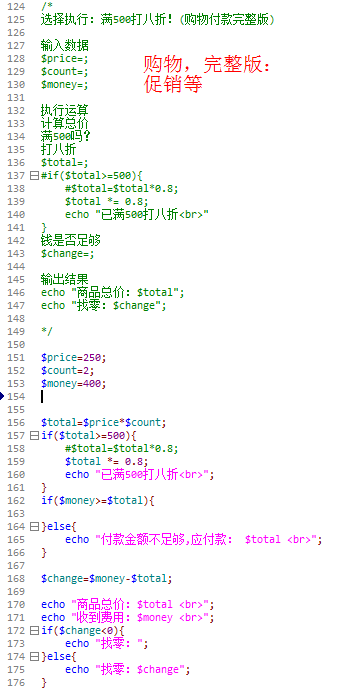 124 /*
125 选择执行: 满500打八折! (购物付款完整版)
126
127 输入数据
128 $price=;
129 $count=;
130 $money=;
购物, 完整版:
促销等
131
132 执行运算
133 计算总价
134 满500吗?
135 打八折
136 $total=;
137 #if($total>=500){
138 #$total=$total*0.8;
139 $total *= 0.8;
140 echo "已满500打八折<br>"
141 }
142 钱是否足够
143 $change=;
144
145 输出结果
146 echo "商品总价: $total";
147 echo "找零: $change";
148
149 */
150
151 $price=250;
152 $count=2;
153 $money=400;
154
155
156 $total=$price*$count;
157 if($total>=500){
158 #$total=$total*0.8;
159 $total *= 0.8;
160 echo "已满500打八折<br>";
161 }
162 if($money>=$total){
163
164 }else{
165 echo "付款金额不足够,应付款: $total <br>";
166 }
167
168 $change=$money-$total;
169
170 echo "商品总价: $total <br>";
171 echo "收到费用: $money <br>";
172 if($change<0){
173 echo "找零: ";
174 }else{
175 echo "找零: $change";
176 }